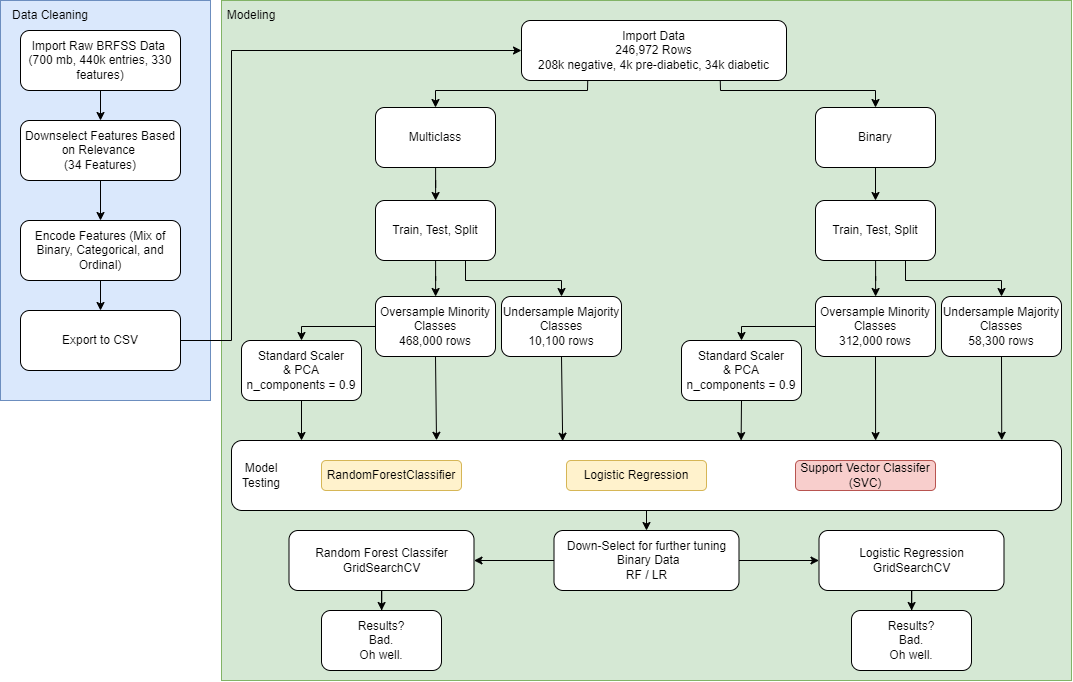 Data Cleaning
Import Raw BRFSS Data
(700 mb, 440k entries, 330
features)
Downselect Features Based
on Relevance
(34 Features)
Encode Features (Mix of
Binary, Categorical, and
Ordinal)
Export to CSV
Modeling
Import Data
246,972 Rows
208k negative, 4k pre-diabetic, 34k diabetic
Multiclass
Binary
Train, Test, Split
Train, Test, Split
Oversample Minority
Classes
468,000 rows
Undersample Majority
Classes
10,100 rows
Oversample Minority
Classes
312,000 rows
Undersample Majority
Classes
58,300 rows
Standard Scaler
& PCA
n_components = 0.9
Standard Scaler
& PCA
n_components = 0.9
Model
Testing
RandomForestClassifier
Logistic Regression
Support Vector Classifer
(SVC)
Random Forest Classifer
GridSearchCV
Down-Select for further tuning
Binary Data
RF / LR
Logistic Regression
GridSearchCV
Results?
Bad.
Oh well.
Results?
Bad.
Oh well.